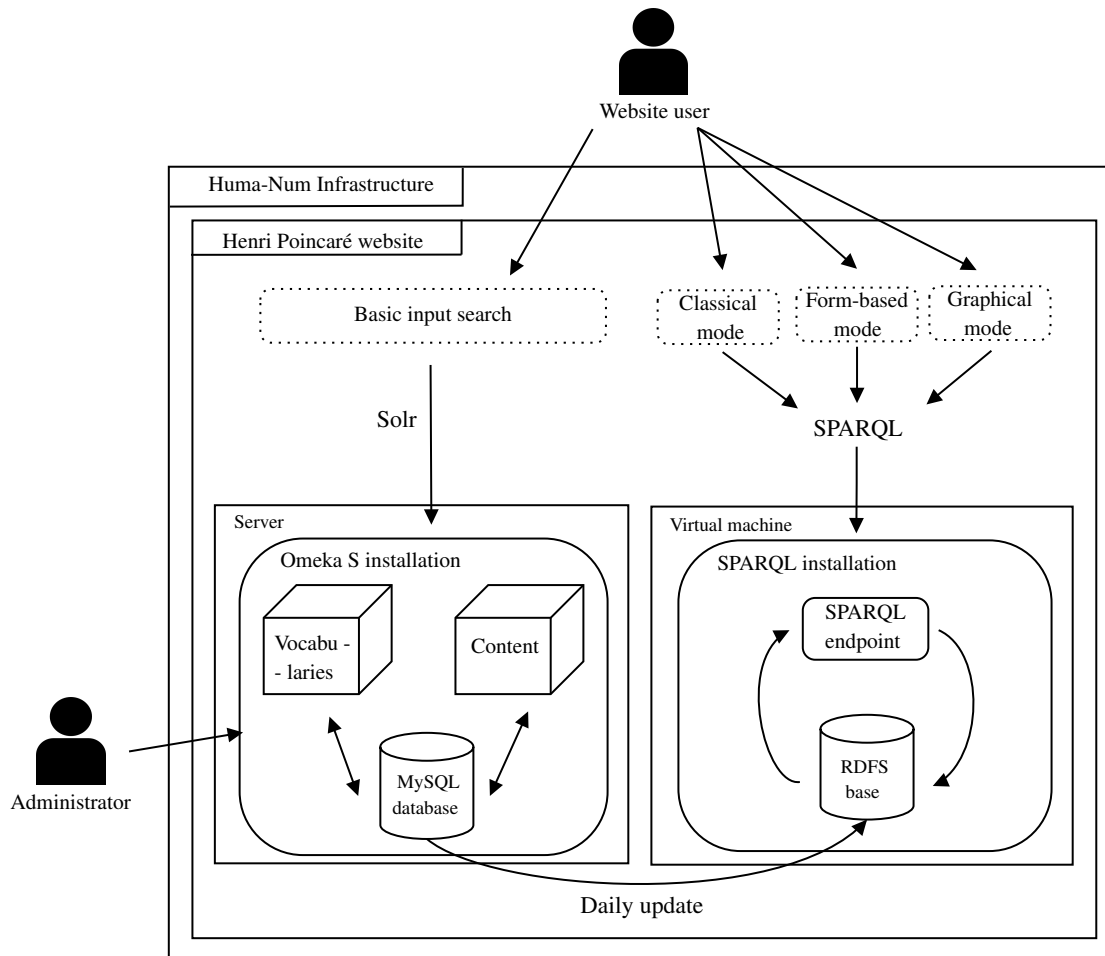 Website user
Huma-Num Infrastructure
Henri Poincaré website
Basic input search
Classical
mode
Form-based
mode
Graphical
mode
Solr
SPARQL
Server
Omeka S installation
Vocabu -
- laries
Content
MySQL
database
Virtual machine
SPARQL installation
SPARQL
endpoint
RDFS
base
Administrator
Daily update